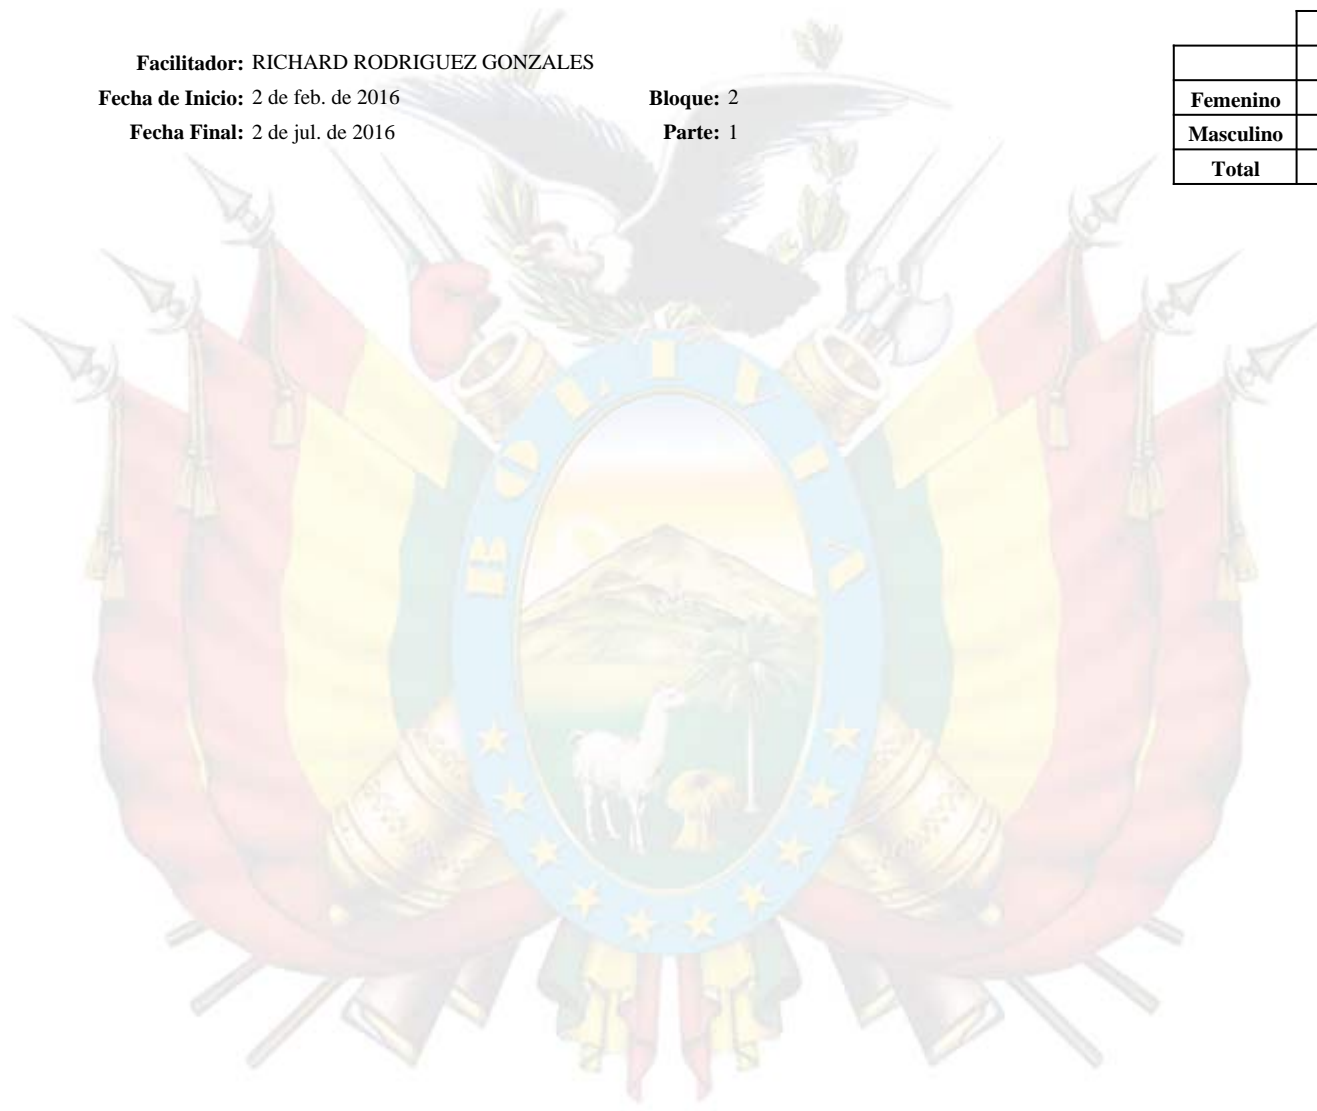 Facilitador: RICHARD RODRIGUEZ GONZALES
Fecha de Inicio: 2 de feb. de 2016 Bloque: 2
Fecha Final: 2 de jul. de 2016 Parte: 1
Femenino
Masculino
Total
BOLIVIA